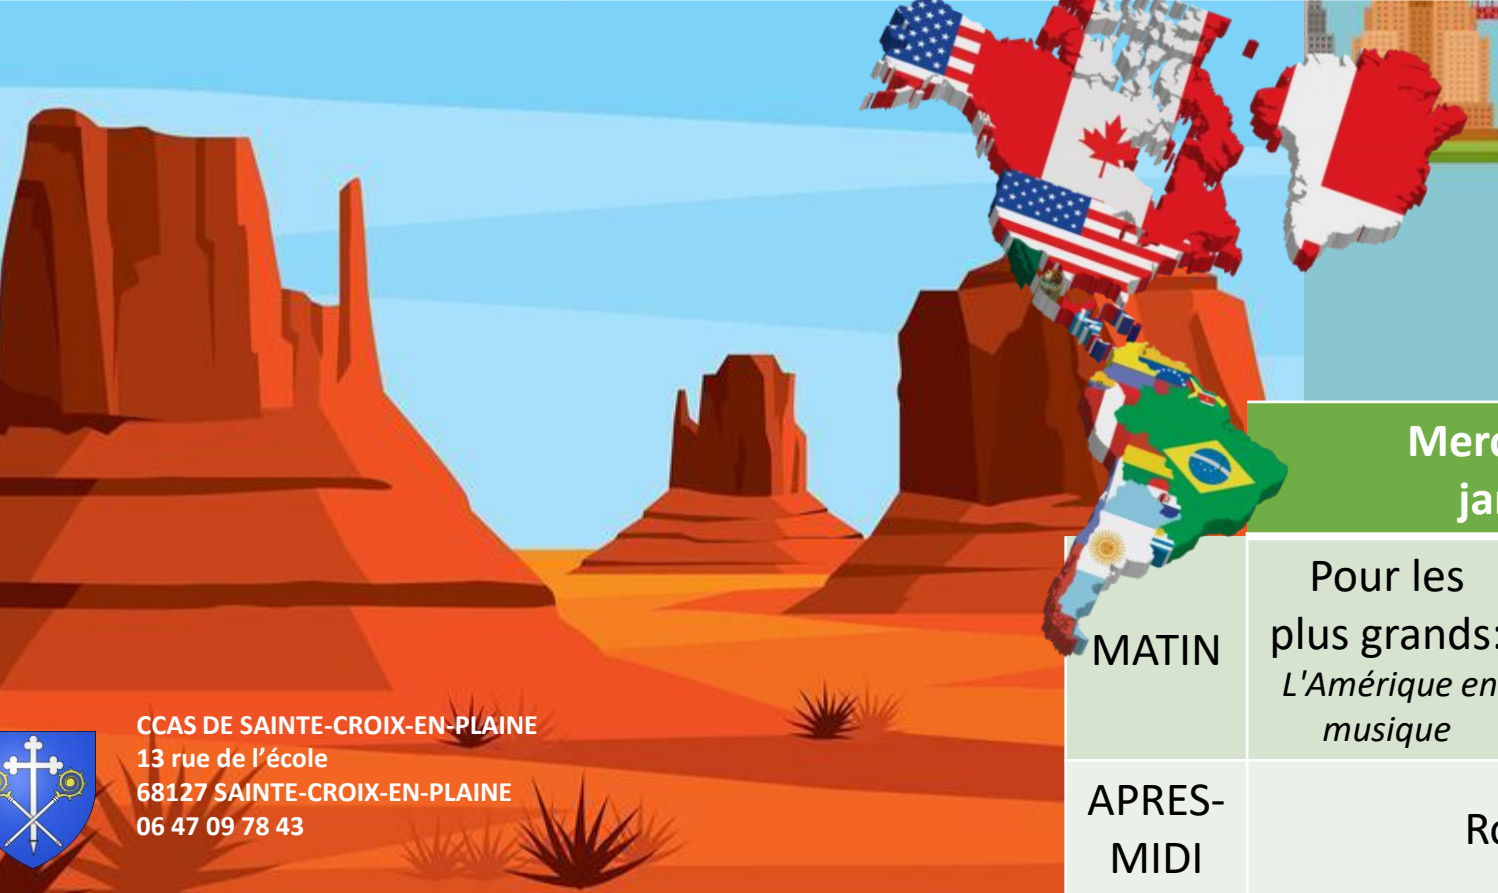 CCAS DE SAINTE-CROIX-EN-PLAINE
13 rue de l’école
68127 SAINTE-CROIX-EN-PLAINE
06 47 09 78 43
MATIN
Pour les
plus grands:
L'Amérique en
musique
APRES-
MIDI